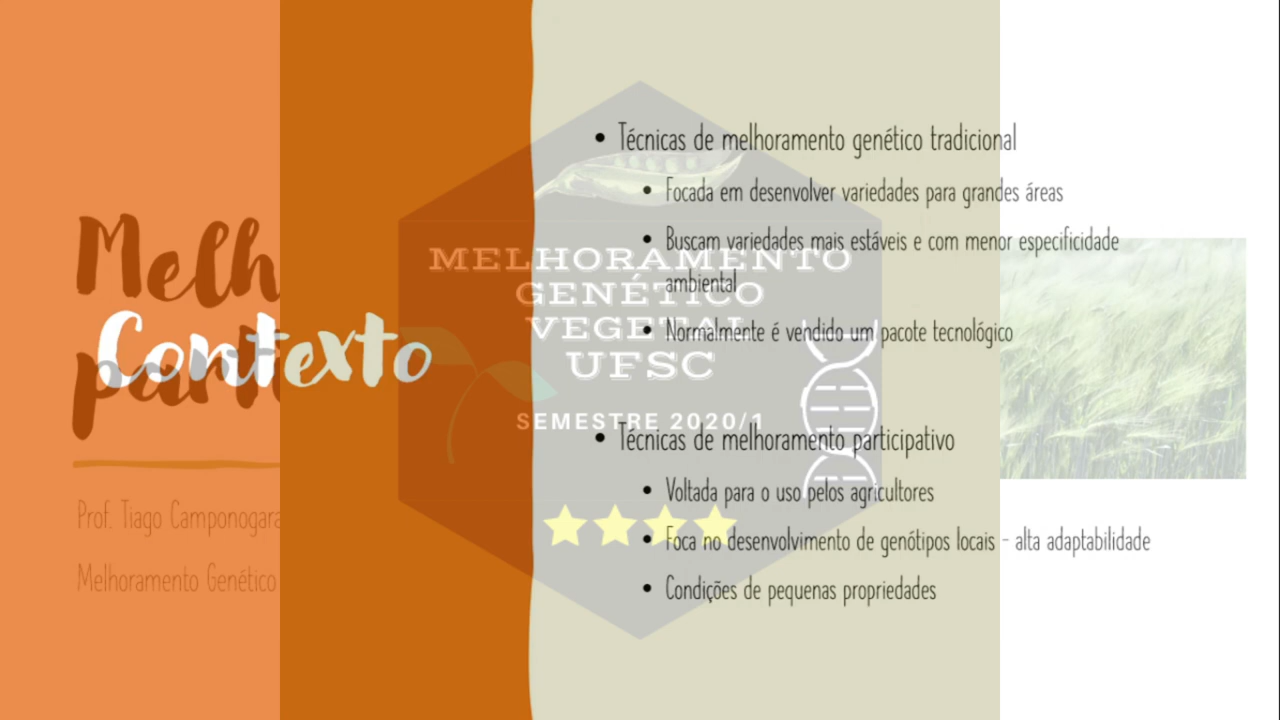 Melh
parti
Contexto
Prof. Tiago Camponogara
Melhoramento Genético
MELHORAMENTO
GENÉTICO
VEGETAL
UFSC
SEMESTRE 2020/1
• Técnicas de melhoramento genético tradicional
• Focada em desenvolver variedades para grandes áreas
• Buscam variedades mais estáveis e com menor especificidade
ambiental
• Normalmente é vendido um pacote tecnológico
• Técnicas de melhoramento participativo
• Voltada para o uso pelos agricultores
• Foca no desenvolvimento de genótipos locais - alta adaptabilidade
• Condições de pequenas propriedades